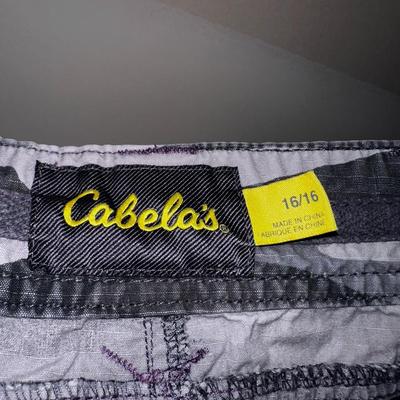 Cabela's®
16/16
MADE IN CHINA
FABRIQUÉ EN CHINE